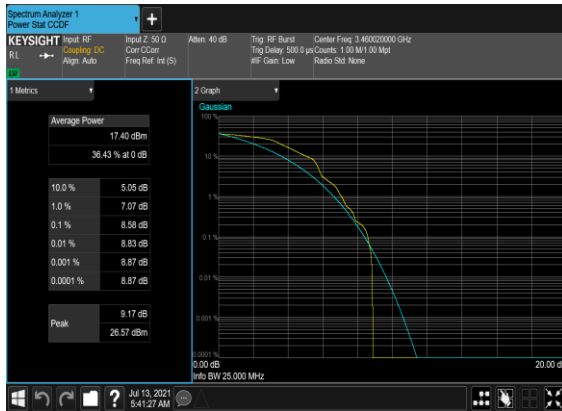 Spectrum Analyzer 1
Power Stat CCDF
+
KEYSIGHT
RL
LXI
Input: RF
Coupling: DC
Align: Auto
Input Z: 50 Ω
Corr CCorr
Freq Ref: Int (S)
Atten: 40 dB
Trig: RF Burst
Trig Delay: 500.0 µs
#IF Gain: Low
Center Freq: 3.460020000 GHz
Counts: 1.00 M/1.00 Mpt
Radio Std: None
1 Metrics
Average Power
17.40 dBm
36.43 % at 0 dB
10.0 % 5.05 dB
1.0 % 7.07 dB
0.1 % 8.58 dB
0.01 % 8.83 dB
0.001 % 8.87 dB
0.0001 % 8.87 dB
Peak
9.17 dB
26.57 dBm
2 Graph
Gaussian
100 %
10 %
1 %
0.1 %
0.01 %
0.001 %
0.0001 %
0.00 dB
20.00 d
Info BW 25.000 MHz
?
Jul 13, 2021
5:41:27 AM